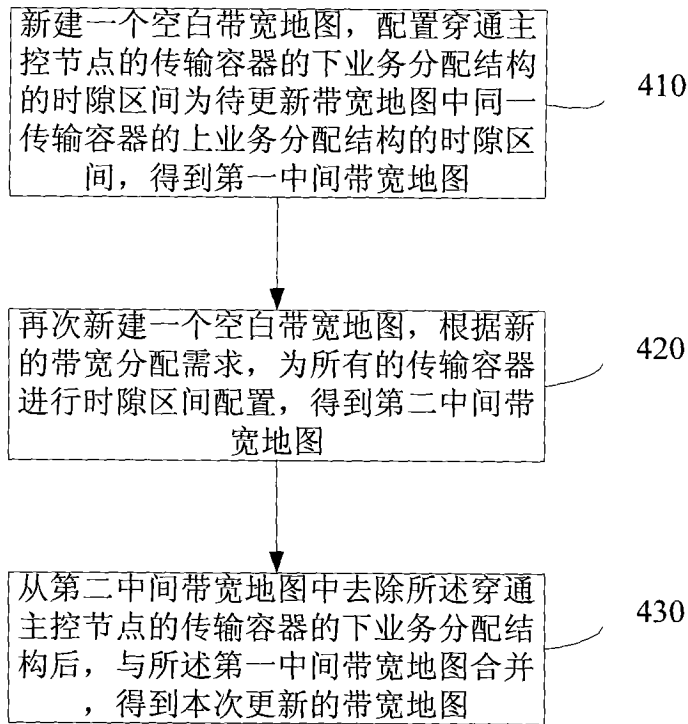 新建一个空白带宽地图，配置穿通主
控节点的传输容器的下业务分配结构
的时隙区间为待更新带宽地图中同一
传输容器的上业务分配结构的时隙区
间，得到第一中间带宽地图
410
再次新建一个空白带宽地图，根据新
的带宽分配需求，为所有的传输容器
进行时隙区间配置，得到第二中间带
宽地图
420
从第二中间带宽地图中去除所述穿通
主控节点的传输容器的下业务分配结
构后，与所述第一中间带宽地图合并
，得到本次更新的带宽地图
430